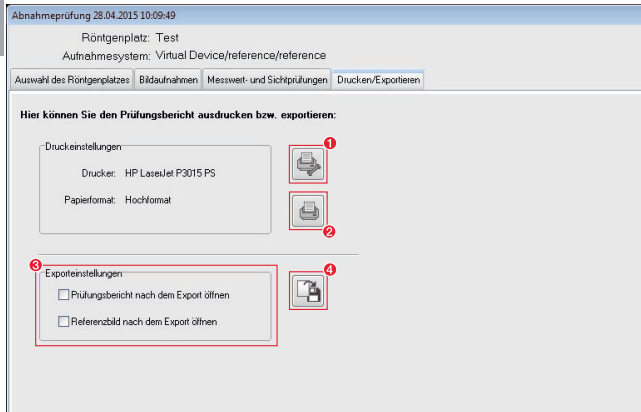 Abnahmeprüfung 28.04.2015 10:09:49
Röntgenplatz: Test
Aufnahmesystem: Virtual Device/reference/reference
Auswahl des Röntgenplatzes Bildaufnahmen Messwert- und Sichtprüfungen Drucken/Exportieren
Hier können Sie den Prüfungsbericht ausdrucken bzw. exportieren:
Druckeinstellungen
1
Drucker: HP LaserJet P3015 PS
Papierformat: Hochformat
2
3
Exporteinstellungen
4
Prüfungsbericht nach dem Export öffnen
Referenzbild nach dem Export öffnen